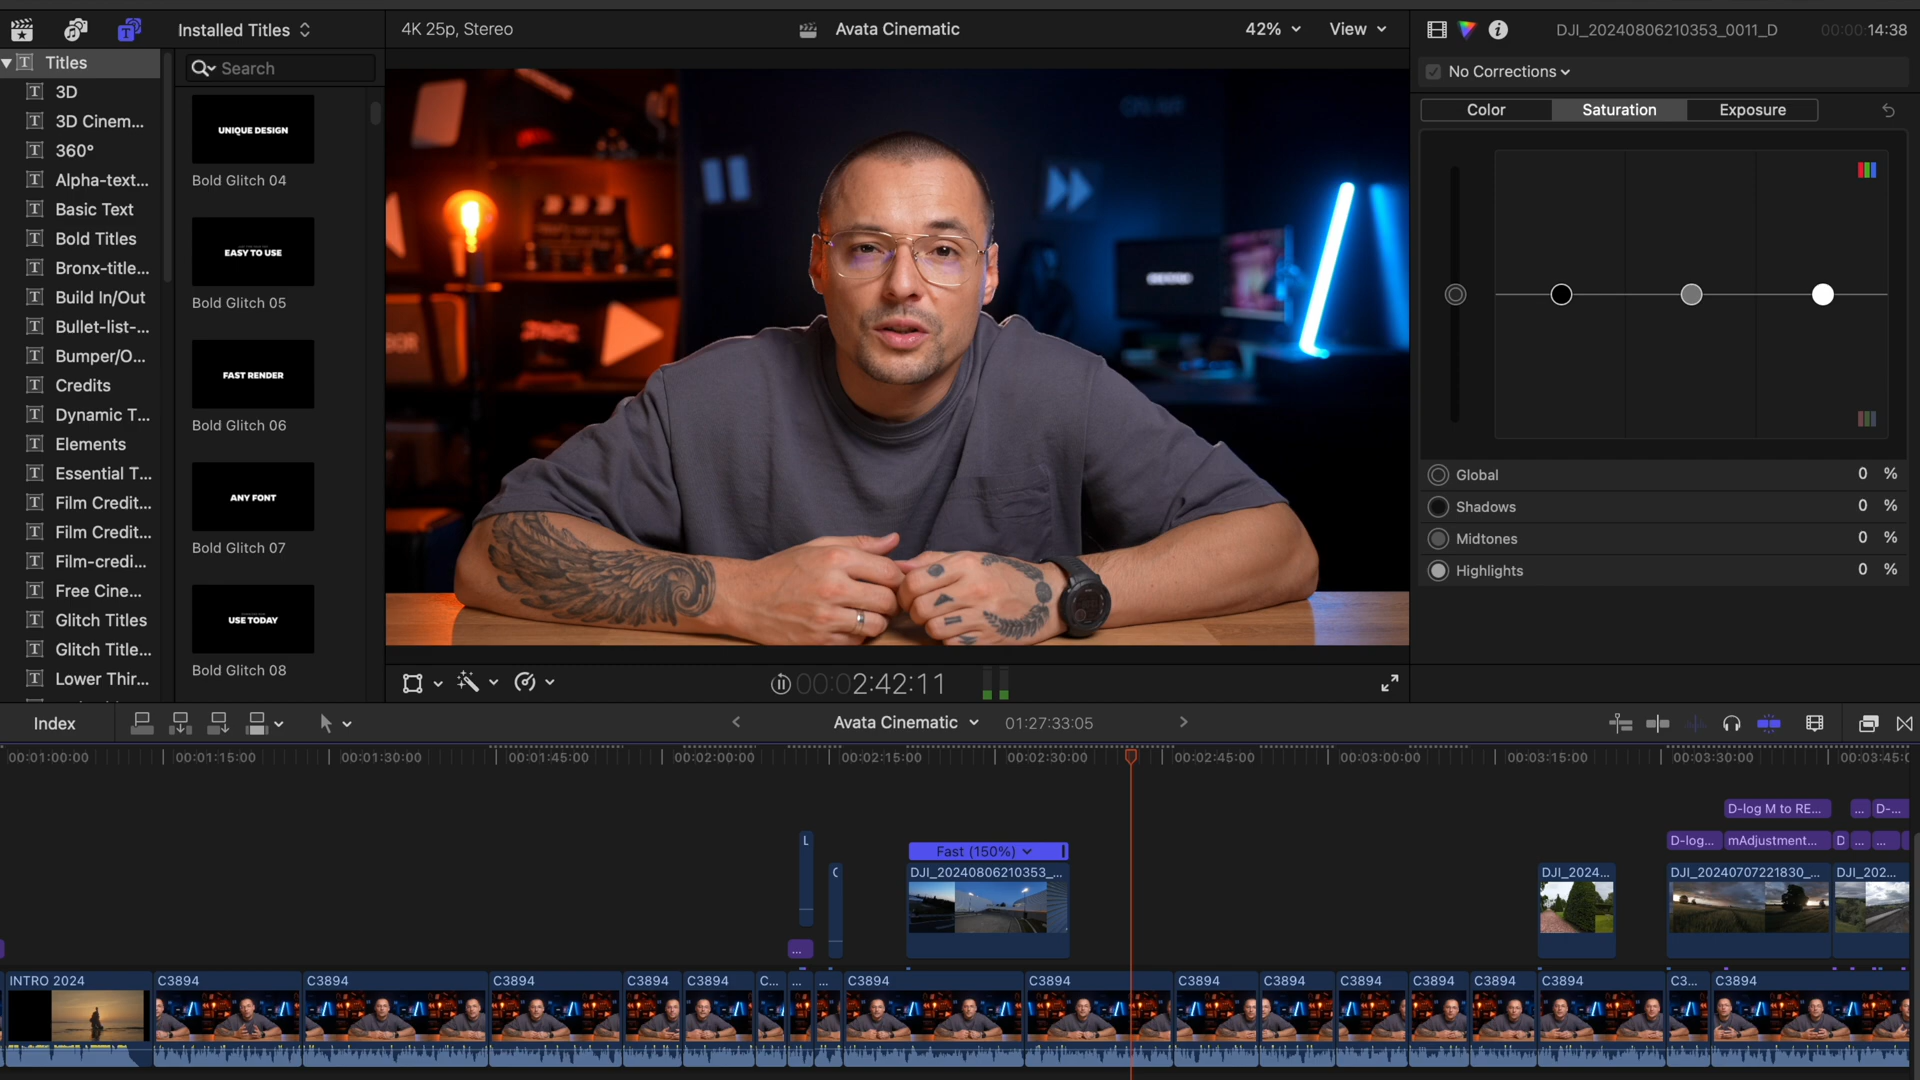 Installed Titles
4K 25p, Stereo
Avata Cinematic
42%
View
DJI_20240806210353_0011_D
00:00:14:38
Titles
Search
No Corrections
3D
3D Cinem...
360°
Alpha-text...
Basic Text
Bold Titles
Bronx-title...
Build In/Out
Bullet-list-...
Bumper/O...
Credits
Dynamic T...
Elements
Essential T...
Film Credit...
Film Credit...
Film-credi...
Free Cine...
Glitch Titles
Glitch Title...
Lower Thir...
UNIQUE DESIGN
Bold Glitch 04
EASY TO USE
Bold Glitch 05
FAST RENDER
Bold Glitch 06
ANY FONT
Bold Glitch 07
USE TODAY
Bold Glitch 08
Color
Saturation
Exposure
Global 0 %
Shadows 0 %
Midtones 0 %
Highlights 0 %
00:02:42:11
Index
Avata Cinematic
01:27:33:05
00:01:00:00
00:01:15:00
00:01:30:00
00:01:45:00
00:02:00:00
00:02:15:00
00:02:30:00
00:02:45:00
00:03:00:00
00:03:15:00
00:03:30:00
00:03:45:0
D-log M to RE...
...
D-...
L
D-log...
mAdjustment...
D
...
...
Fast (150%)
C
DJI_20240806210353_...
DJI_2024...
DJI_20240707221830_...
DJI_202...
...
INTRO 2024
C3894
C3894
C3894
C3894
C3894
C...
...
...
C3894
C3894
C3894
C3894
C3894
C3894
C3894
C3894
C3...
C3894